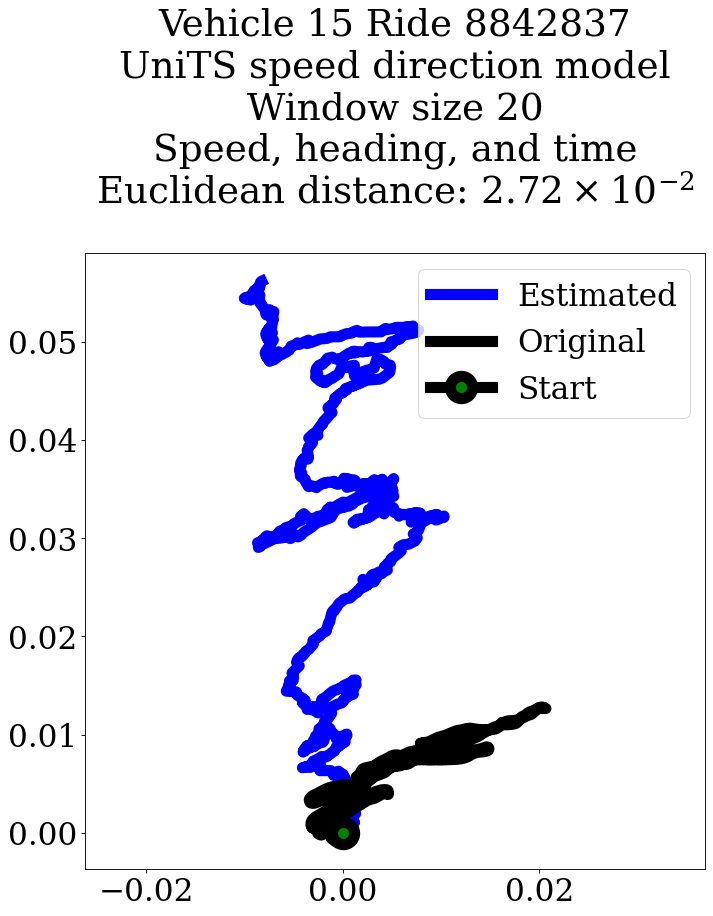 Vehicle 15 Ride 8842837
UniTS speed direction model
Window size 20
Speed, heading, and time
Euclidean distance: 2.72 × 10⁻²
Estimated
Original
Start
0.05
0.04
0.03
0.02
0.01
0.00
−0.02 0.00 0.02